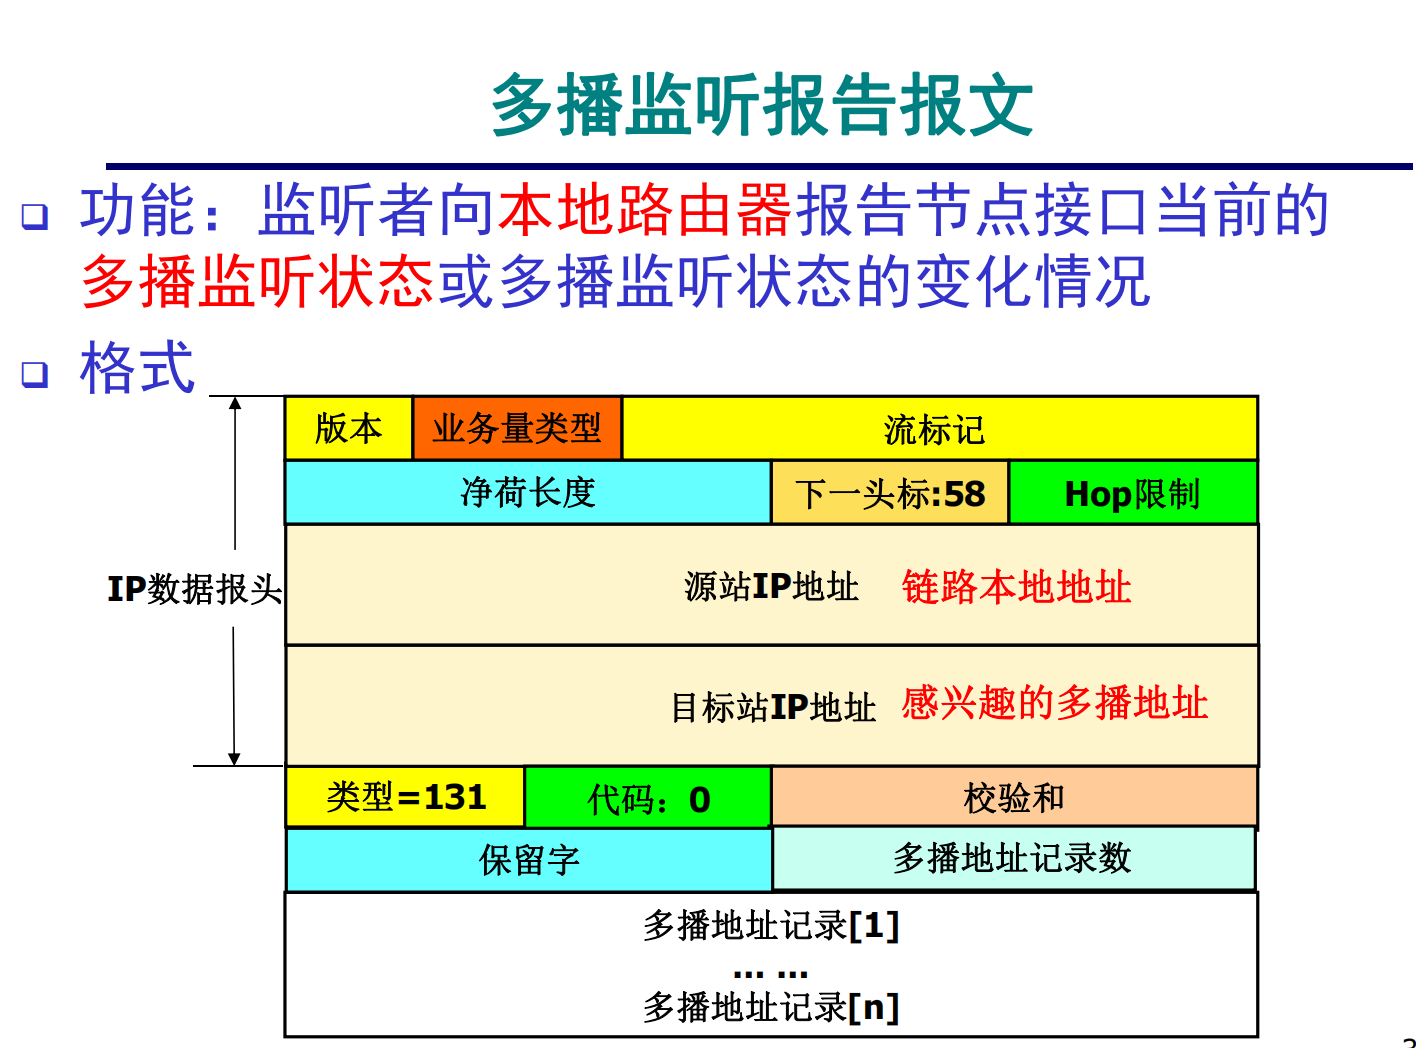 多播监听报告报文
功能：监听者向本地路由器报告节点接口当前的
多播监听状态或多播监听状态的变化情况
格式
版本 业务量类型 流标记
净荷长度 下一头标:58 Hop限制
IP数据报头
源站IP地址 链路本地地址
目标站IP地址 感兴趣的多播地址
类型=131 代码：0 校验和
保留字 多播地址记录数
多播地址记录[1]
... ...
多播地址记录[n]